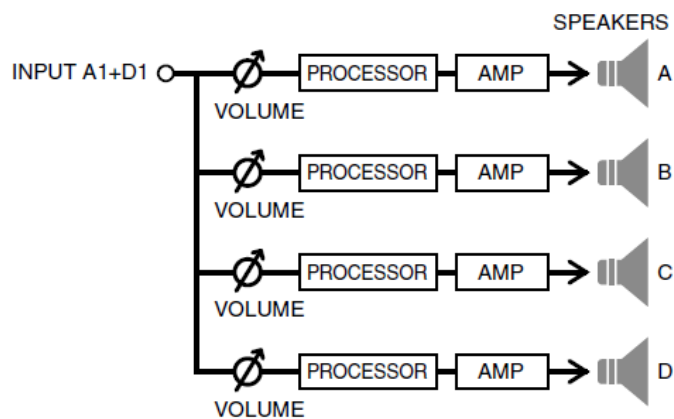 SPEAKERS
INPUT A1+D1 PROCESSOR AMP A
VOLUME
PROCESSOR AMP B
VOLUME
PROCESSOR AMP C
VOLUME
PROCESSOR AMP D
VOLUME